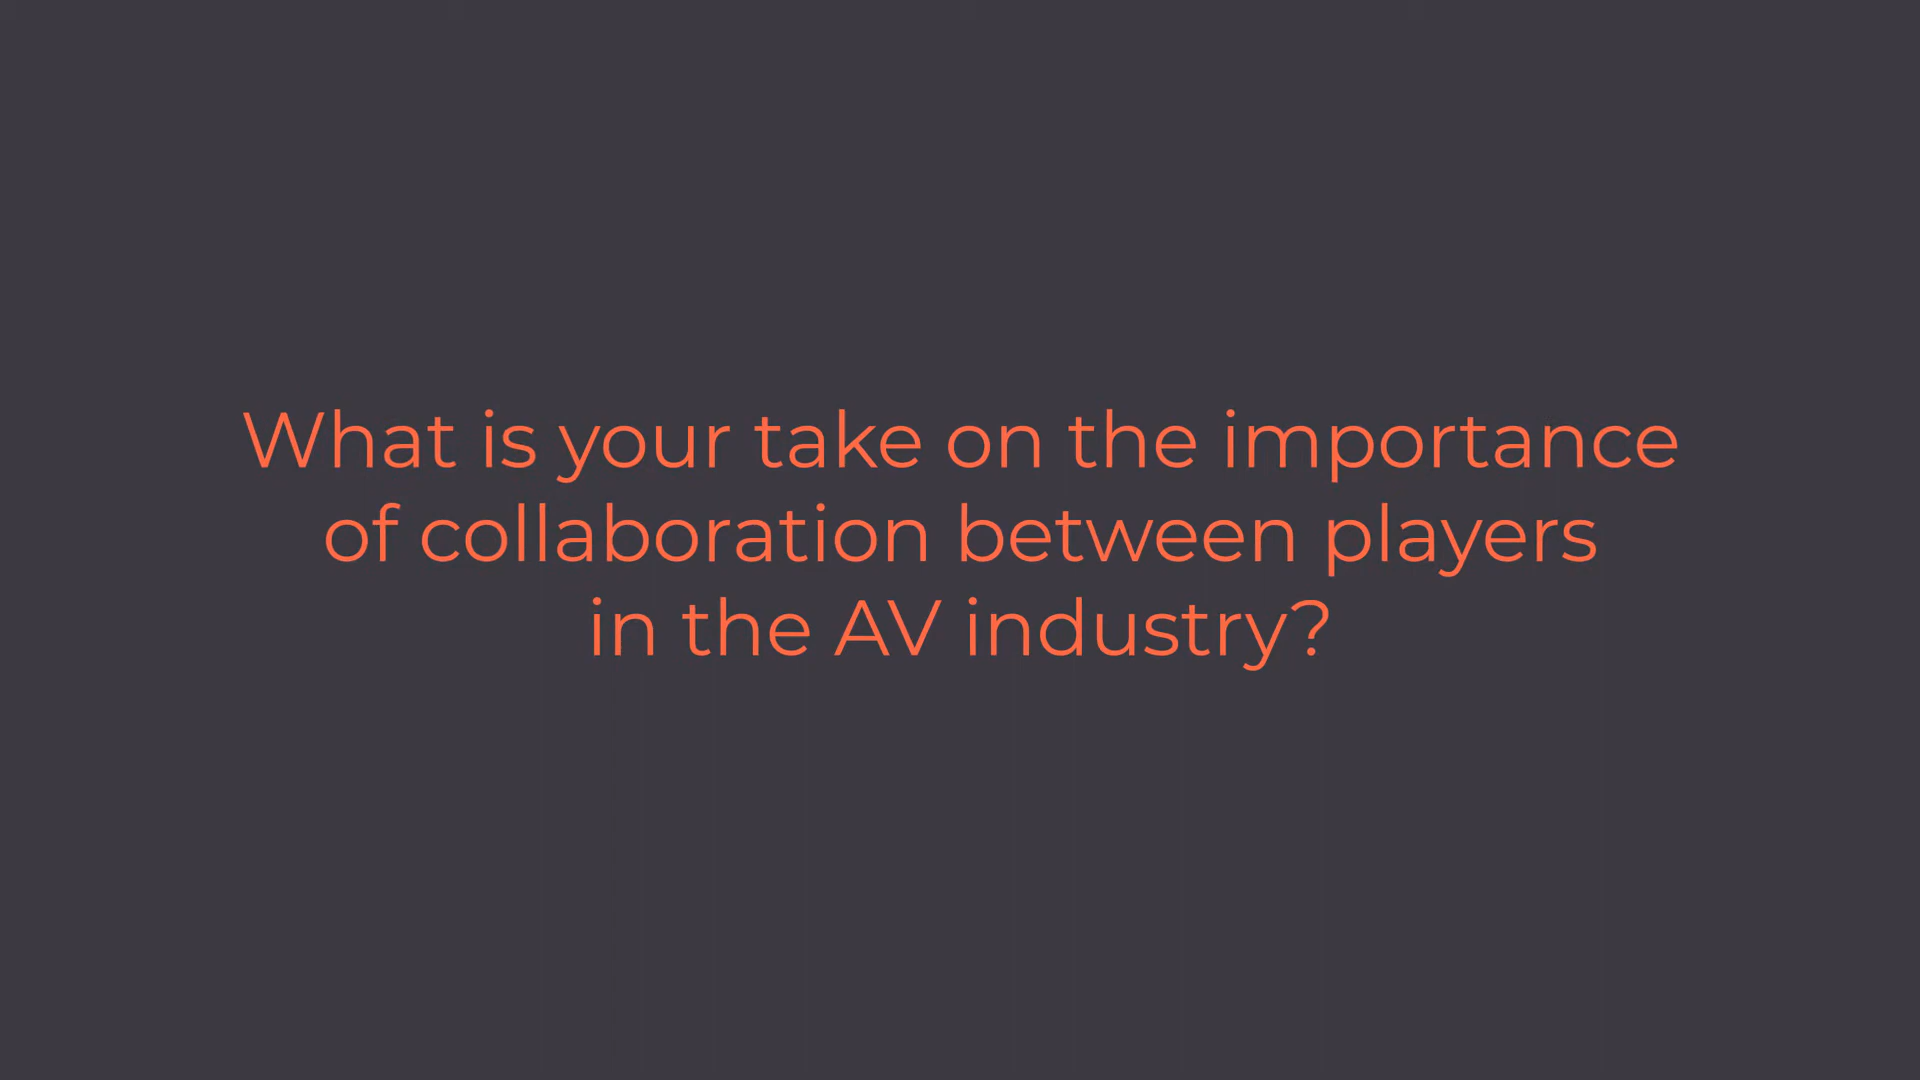 What is your take on the importance
of collaboration between players
in the AV industry?